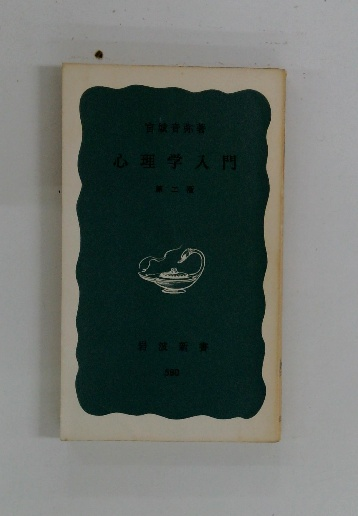 宮城音弥著
心理学入門
第二版
岩波新書